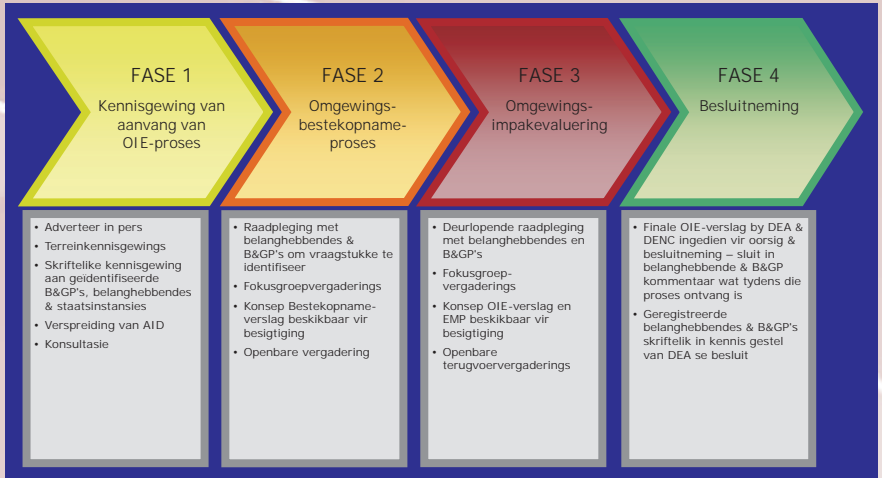 FASE 1
Kennisgewing van
aanvang van
OIE-proses
FASE 2
Omgewings-
bestekopname-
proses
FASE 3
Omgewings-
impakevaluering
FASE 4
Besluitneming
• Adverteer in pers
• Terreinkennisgewings
• Skriftelike kennisgewing
aan geïdentifiseerde
B&GP's, belanghebbendes
& staatsinstansies
• Verspreiding van AID
• Konsultasie
• Raadpleging met
belanghebbendes &
B&GP's om vraagstukke te
identifiseer
• Fokusgroepvergaderings
• Konsep Bestekopname-
verslag beskikbaar vir
besigtiging
• Openbare vergadering
• Deurlopende raadpleging
met belanghebbendes en
B&GP's
• Fokusgroep-
vergaderings
• Konsep OIE-verslag en
EMP beskikbaar vir
besigtiging
• Openbare
terugvoervergaderings
• Finale OIE-verslag by DEA &
DENC ingedien vir oorsig &
besluitneming – sluit in
belanghebbende & B&GP
kommentaar wat tydens die
proses ontvang is
• Geregistreerde
belanghebbendes & B&GP's
skriftelik in kennis gestel
van DEA se besluit